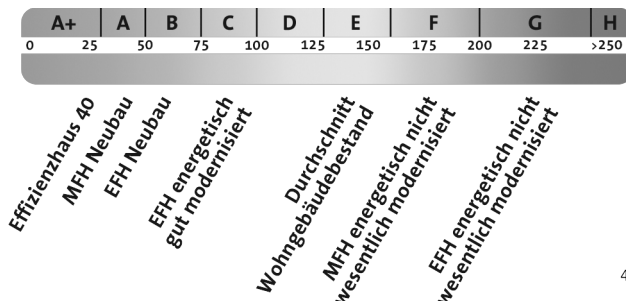 A+ A B C D E F G H
0 25 50 75 100 125 150 175 200 225 >250
Effizienzhaus 40
MFH Neubau
EFH Neubau
EFH energetisch
gut modernisiert
Durchschnitt
Wohngebäudebestand
MFH energetisch nicht
wesentlich modernisiert
EFH energetisch nicht
wesentlich modernisiert
4